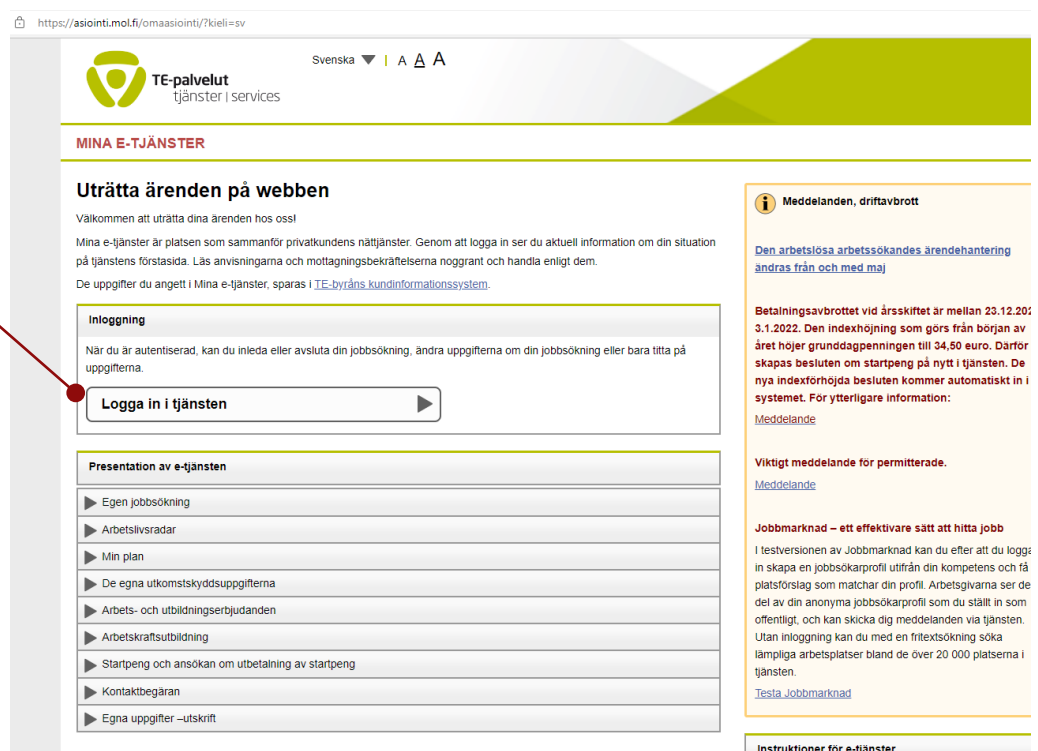 https://asiointi.mol.fi/omaasiointi/?kieli=sv
Svenska | A A A
TE-palvelut
tjänster | services
MINA E-TJÄNSTER
Uträtta ärenden på webben
Välkommen att uträtta dina ärenden hos oss!
Mina e-tjänster är platsen som sammanför privatkundens nättjänster. Genom att logga in ser du aktuell information om din situation
på tjänstens förstasida. Läs anvisningarna och mottagningsbekräftelserna noggrant och handla enligt dem.
De uppgifter du angett i Mina e-tjänster, sparas i TE-byråns kundinformationssystem.
Inloggning
När du är autentiserad, kan du inleda eller avsluta din jobbsökning, ändra uppgifterna om din jobbsökning eller bara titta på
uppgifterna.
Logga in i tjänsten
Presentation av e-tjänsten
Egen jobbsökning
Arbetslivsradar
Min plan
De egna utkomstskyddsuppgifterna
Arbets- och utbildningserbjudanden
Arbetskraftsutbildning
Startpeng och ansökan om utbetalning av startpeng
Kontaktbegäran
Egna uppgifter –utskrift
Meddelanden, driftavbrott
Den arbetslösa arbetssökandes ärendehantering
ändras från och med maj
Betalningsavbrottet vid årsskiftet är mellan 23.12.202
3.1.2022. Den indexhöjning som görs från början av
året höjer grunddagpenningen till 34,50 euro. Därför
skapas besluten om startpeng på nytt i tjänsten. De
nya indexförhöjda besluten kommer automatiskt in i
systemet. För ytterligare information:
Meddelande
Viktigt meddelande för permitterade.
Meddelande
Jobbmarknad – ett effektivare sätt att hitta jobb
I testversionen av Jobbmarknad kan du efter att du logga
in skapa en jobbsökarprofil utifrån din kompetens och få
platsförslag som matchar din profil. Arbetsgivarna ser de
del av din anonyma jobbsökarprofil som du ställt in som
offentligt, och kan skicka dig meddelanden via tjänsten.
Utan inloggning kan du med en fritextsökning söka
lämpliga arbetsplatser bland de över 20 000 platserna i
tjänsten.
Testa Jobbmarknad
Instruktioner för e-tjänster